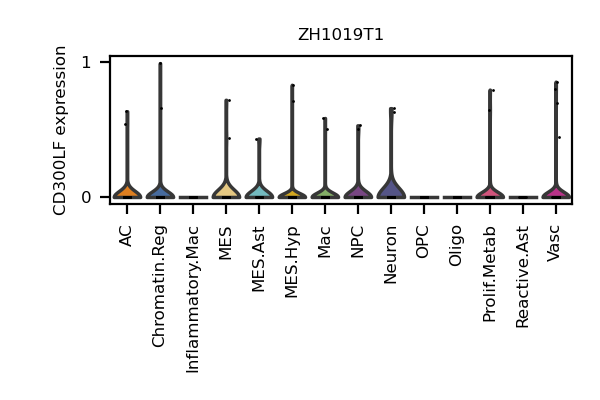 ZH1019T1
CD300LF expression
1
0
AC
Chromatin.Reg
Inflammatory.Mac
MES
MES.Ast
MES.Hyp
Mac
NPC
Neuron
OPC
Oligo
Prolif.Metab
Reactive.Ast
Vasc